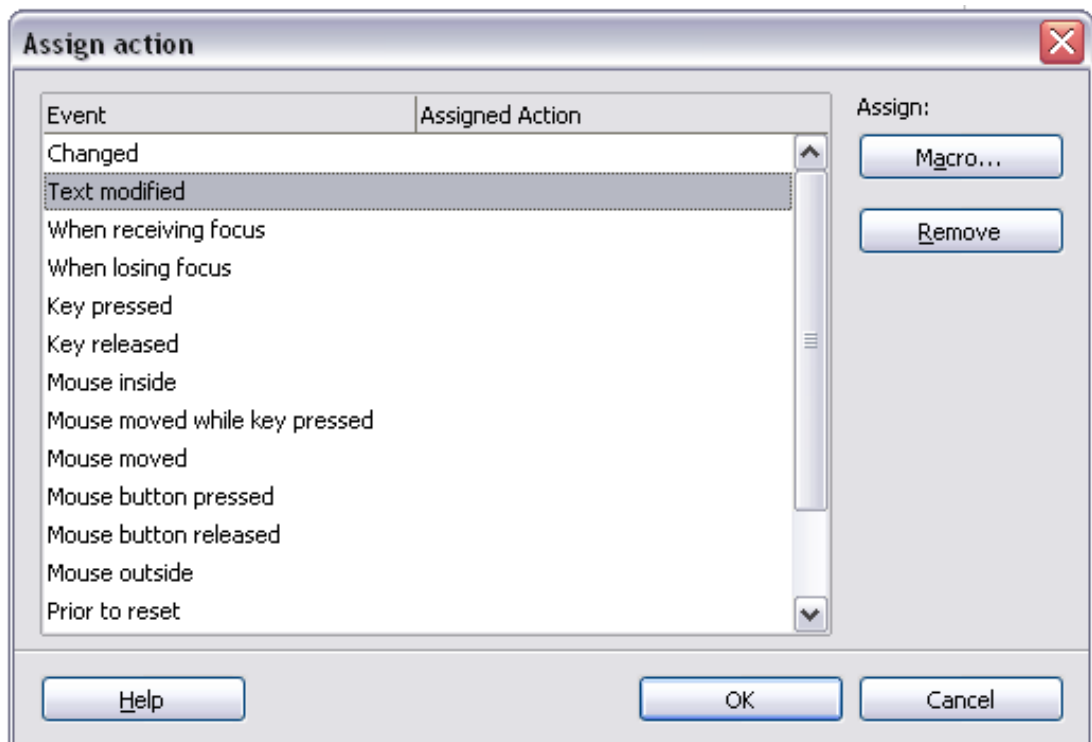 Assign action
Event Assigned Action
Assign:
Changed
Macro...
Text modified
When receiving focus
Remove
When losing focus
Key pressed
Key released
Mouse inside
Mouse moved while key pressed
Mouse moved
Mouse button pressed
Mouse button released
Mouse outside
Prior to reset
Help OK Cancel